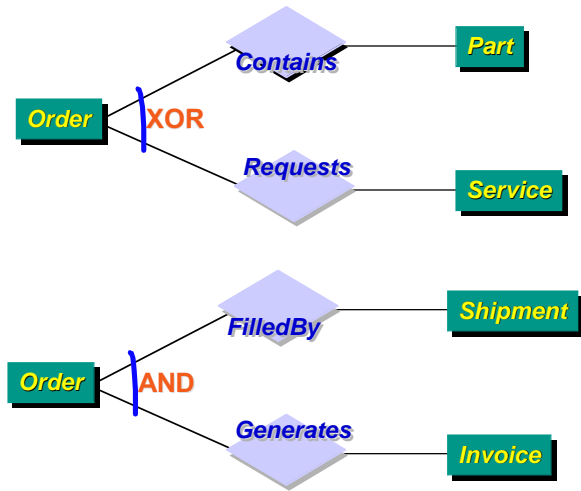 Contains
Part
Order
XOR
Requests
Service
FilledBy
Shipment
Order
AND
Generates
Invoice